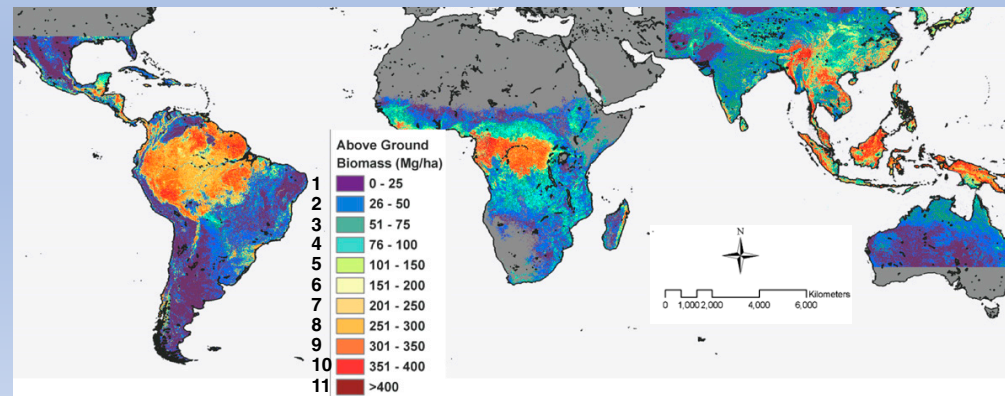 Above Ground
Biomass (Mg/ha)
1 0 - 25
2 26 - 50
3 51 - 75
4 76 - 100
5 101 - 150
6 151 - 200
7 201 - 250
8 251 - 300
9 301 - 350
10 351 - 400
11 >400
N
Kilometers
0 1,000 2,000 4,000 6,000